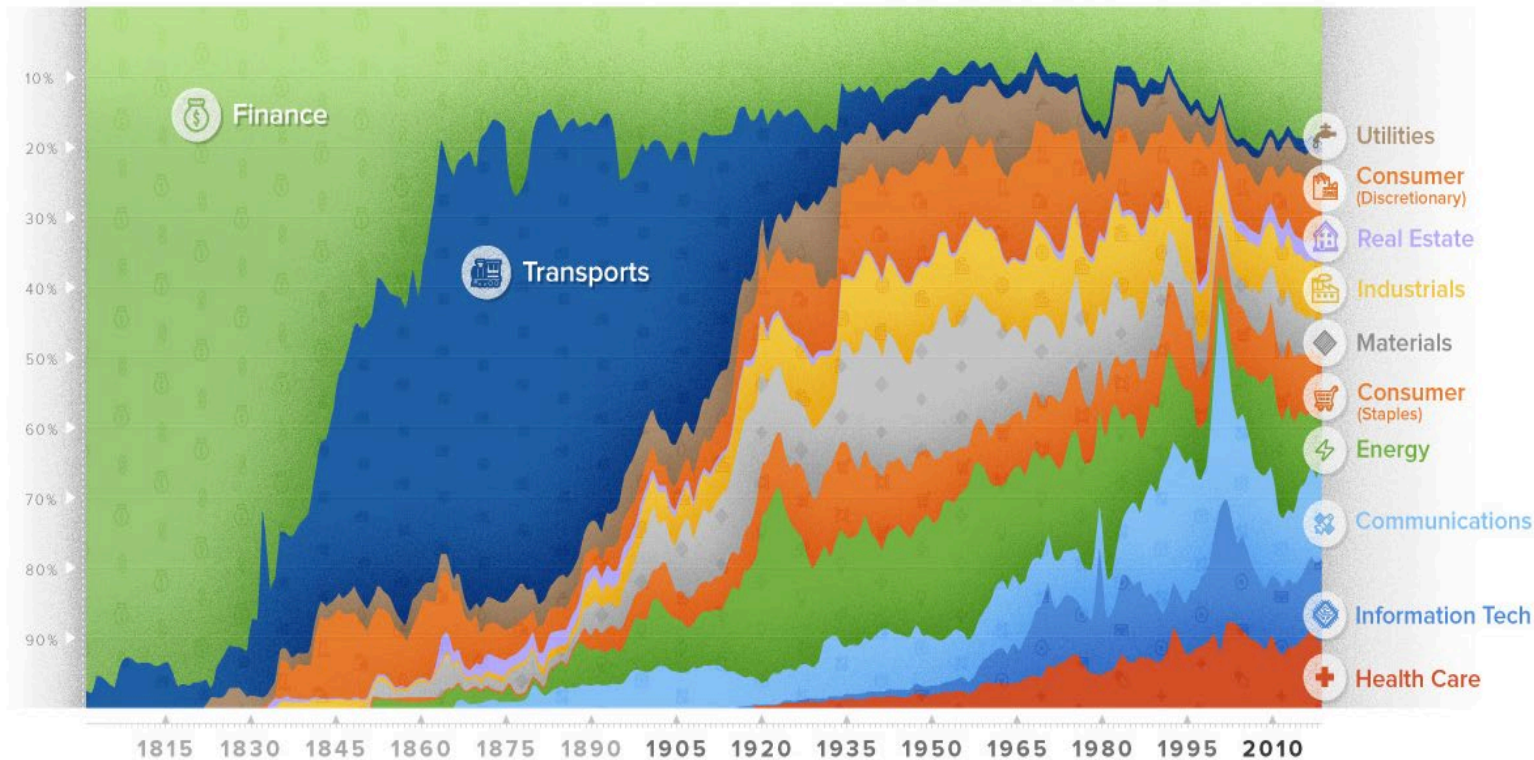 10%
20%
30%
40%
50%
60%
70%
80%
90%
Finance
Transports
Utilities
Consumer
(Discretionary)
Real Estate
Industrials
Materials
Consumer
(Staples)
Energy
Communications
Information Tech
Health Care
1815 1830 1845 1860 1875 1890 1905 1920 1935 1950 1965 1980 1995 2010